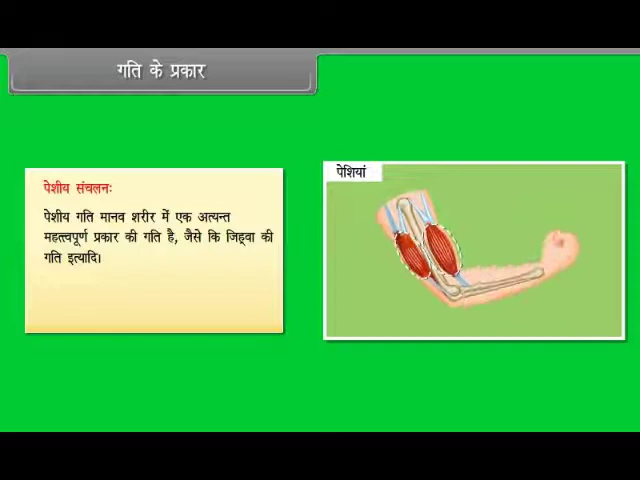 गति के प्रकार
पेशीय संचलनः
पेशीय गति मानव शरीर में एक अत्यन्त
महत्त्वपूर्ण प्रकार की गति है, जैसे कि जिह्वा की
गति इत्यादि।
पेशियां